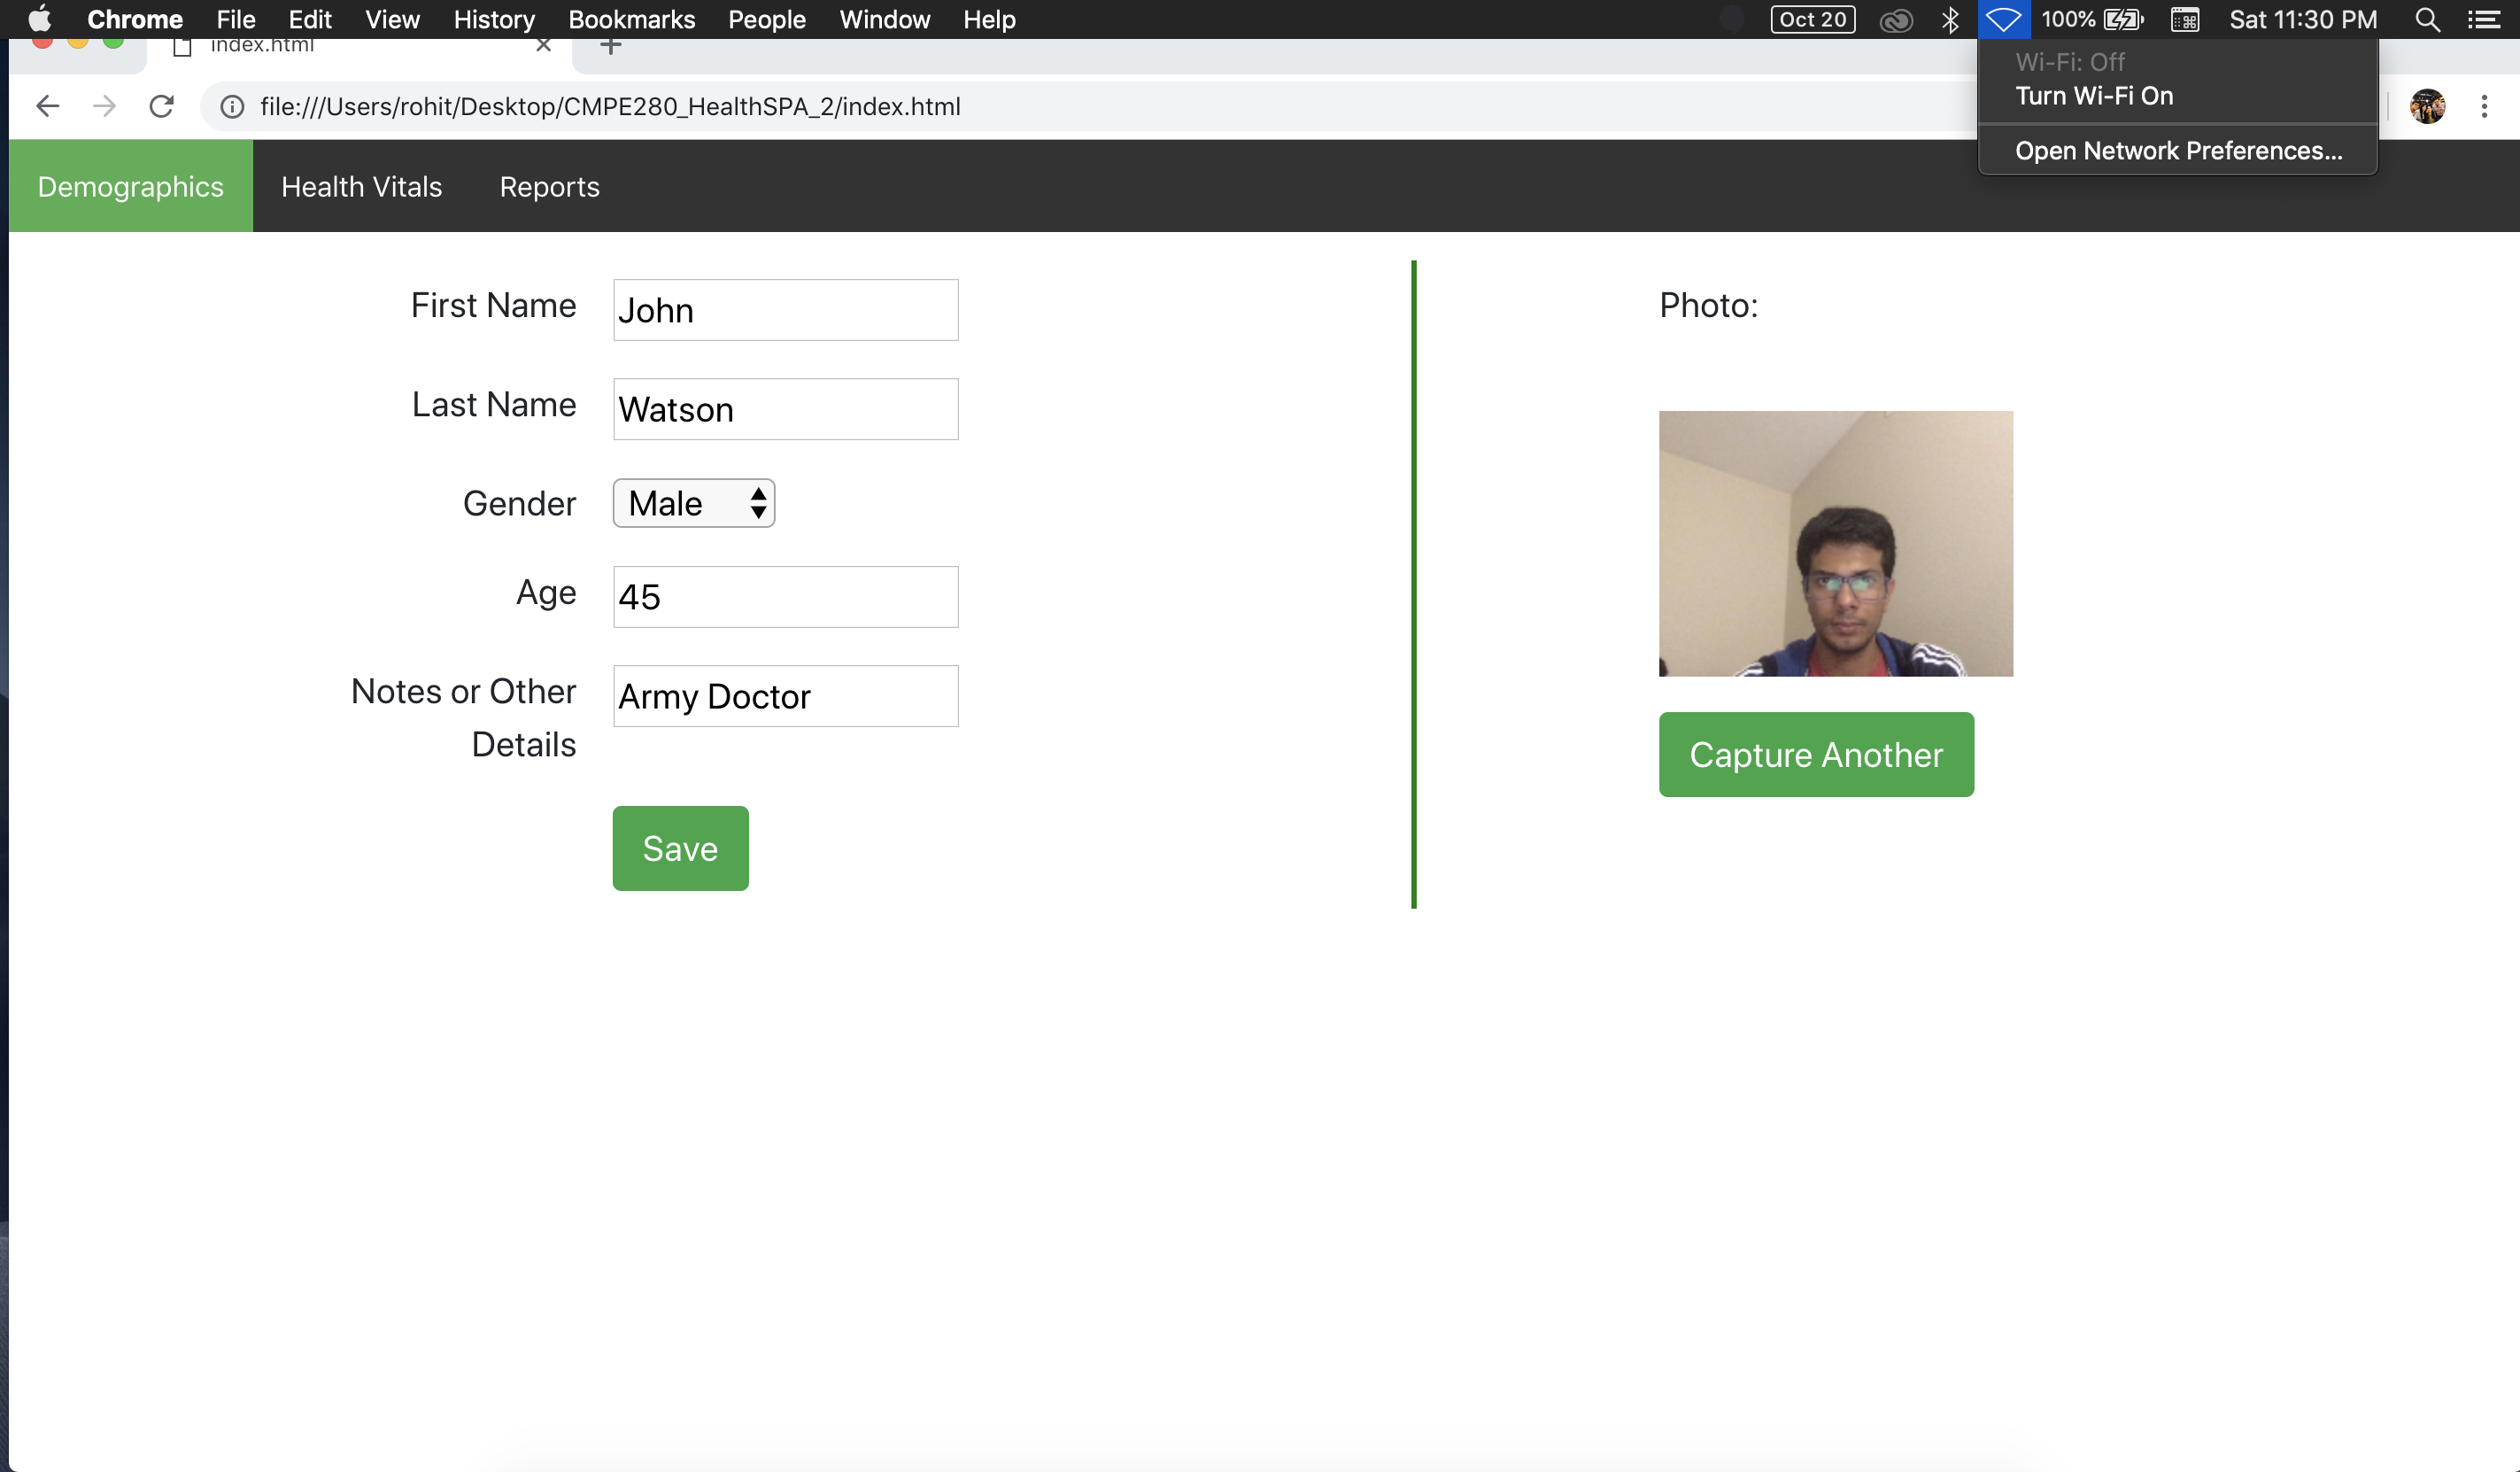 Chrome File Edit View History Bookmarks People Window Help Oct 20 100% Sat 11:30 PM
index.html
Wi-Fi: Off
Turn Wi-Fi On
Open Network Preferences...
file:///Users/rohit/Desktop/CMPE280_HealthSPA_2/index.html
Demographics Health Vitals Reports
First Name John
Last Name Watson
Gender Male
Age 45
Notes or Other Details Army Doctor
Save
Photo:
Capture Another